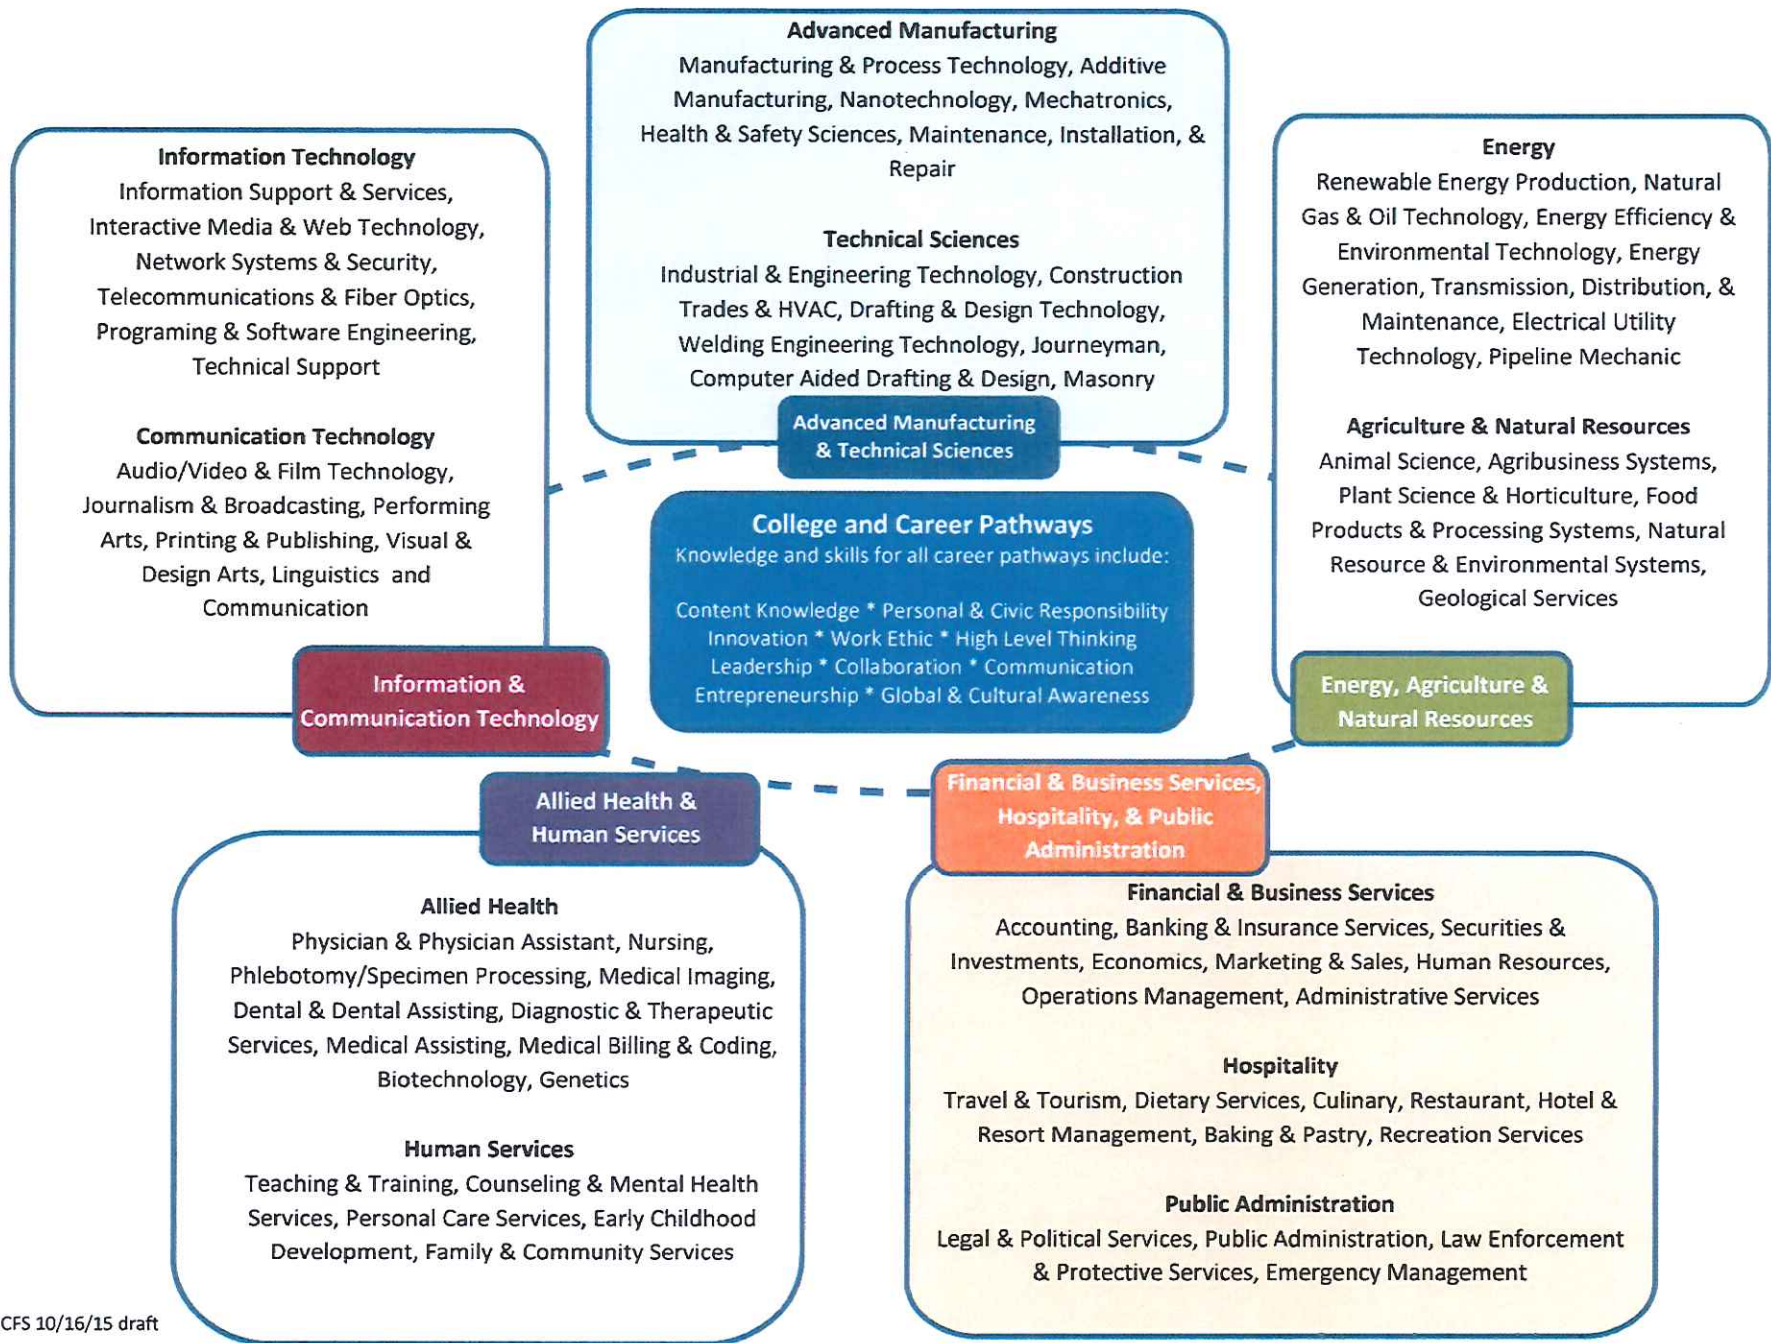 Advanced Manufacturing
Manufacturing & Process Technology, Additive
Manufacturing, Nanotechnology, Mechatronics,
Health & Safety Sciences, Maintenance, Installation, &
Repair
Technical Sciences
Industrial & Engineering Technology, Construction
Trades & HVAC, Drafting & Design Technology,
Welding Engineering Technology, Journeyman,
Computer Aided Drafting & Design, Masonry
Advanced Manufacturing
& Technical Sciences
Information Technology
Information Support & Services,
Interactive Media & Web Technology,
Network Systems & Security,
Telecommunications & Fiber Optics,
Programing & Software Engineering,
Technical Support
Communication Technology
Audio/Video & Film Technology,
Journalism & Broadcasting, Performing
Arts, Printing & Publishing, Visual &
Design Arts, Linguistics and
Communication
Information &
Communication Technology
College and Career Pathways
Knowledge and skills for all career pathways include:
Content Knowledge * Personal & Civic Responsibility
Innovation * Work Ethic * High Level Thinking
Leadership * Collaboration * Communication
Entrepreneurship * Global & Cultural Awareness
Energy
Renewable Energy Production, Natural
Gas & Oil Technology, Energy Efficiency &
Environmental Technology, Energy
Generation, Transmission, Distribution, &
Maintenance, Electrical Utility
Technology, Pipeline Mechanic
Agriculture & Natural Resources
Animal Science, Agribusiness Systems,
Plant Science & Horticulture, Food
Products & Processing Systems, Natural
Resource & Environmental Systems,
Geological Services
Energy, Agriculture &
Natural Resources
Allied Health &
Human Services
Allied Health
Physician & Physician Assistant, Nursing,
Phlebotomy/Specimen Processing, Medical Imaging,
Dental & Dental Assisting, Diagnostic & Therapeutic
Services, Medical Assisting, Medical Billing & Coding,
Biotechnology, Genetics
Human Services
Teaching & Training, Counseling & Mental Health
Services, Personal Care Services, Early Childhood
Development, Family & Community Services
Financial & Business Services,
Hospitality, & Public
Administration
Financial & Business Services
Accounting, Banking & Insurance Services, Securities &
Investments, Economics, Marketing & Sales, Human Resources,
Operations Management, Administrative Services
Hospitality
Travel & Tourism, Dietary Services, Culinary, Restaurant, Hotel &
Resort Management, Baking & Pastry, Recreation Services
Public Administration
Legal & Political Services, Public Administration, Law Enforcement
& Protective Services, Emergency Management
CFS 10/16/15 draft